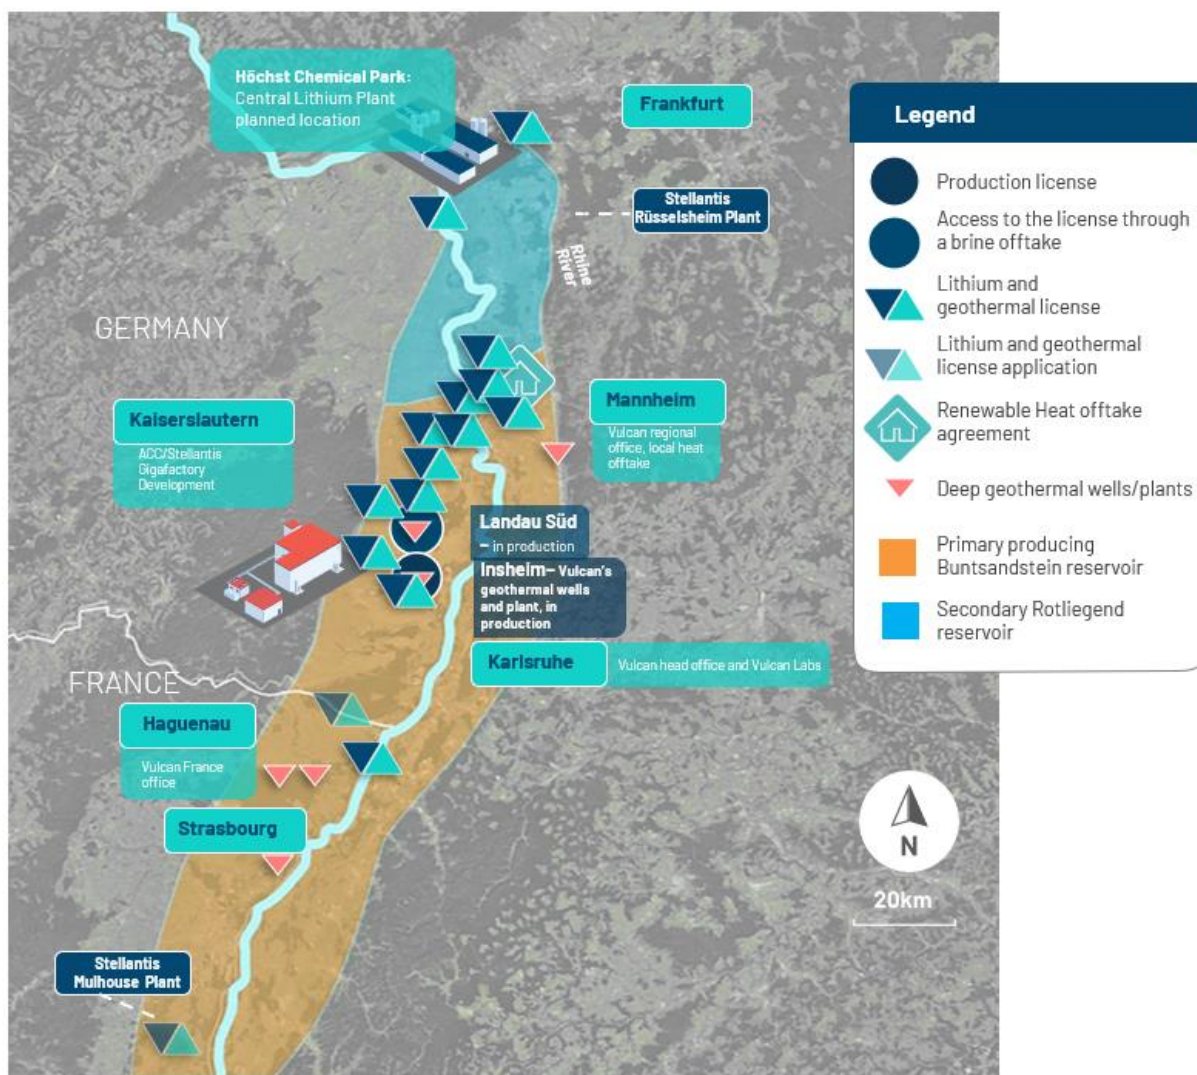 Höchst Chemical Park:
Central Lithium Plant
planned location
Frankfurt
Stellantis
Rüsselsheim Plant
Rhine
River
GERMANY
Kaiserslautern
ACC/Stellantis
Gigafactory
Development
Mannheim
Vulcan regional
office, local heat
offtake
Landau Süd
– in production
Insheim– Vulcan's
geothermal wells
and plant, in
production
Karlsruhe
Vulcan head office and Vulcan Labs
FRANCE
Haguenau
Vulcan France
office
Strasbourg
Stellantis
Mulhouse Plant
Legend
Production license
Access to the license through
a brine offtake
Lithium and
geothermal license
Lithium and geothermal
license application
Renewable Heat offtake
agreement
Deep geothermal wells/plants
Primary producing
Buntsandstein reservoir
Secondary Rotliegend
reservoir
N
20km